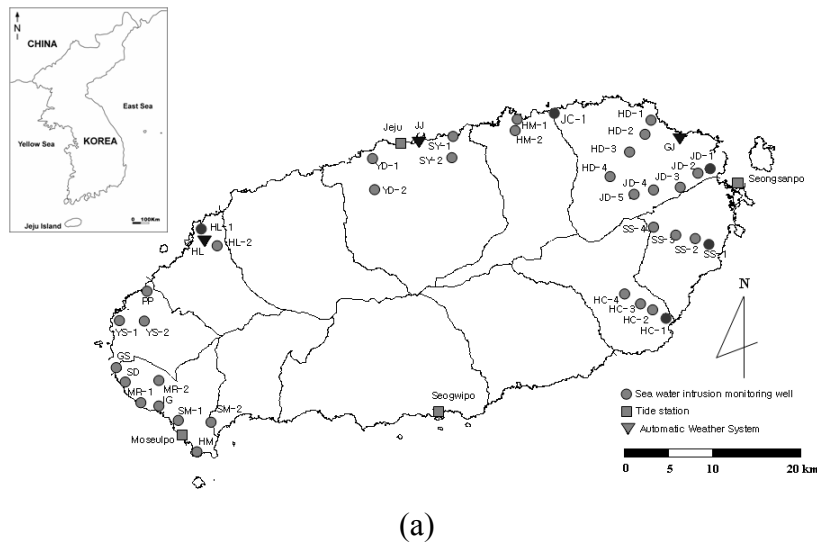 N
CHINA
East Sea
Yellow Sea
KOREA
Jeju Island
0 100Km
Jeju
JJ
SY-1
SY-2
YD-1
YD-2
HM-1
HM-2
JC-1
HD-1
HD-2
HD-3
HD-4
GJ
JD-1
JD-2
JD-3
JD-4
JD-5
Seongsanpo
HL-1
HL
HL-2
SS-4
SS-3
SS-2
SS-1
PP
YS-1
YS-2
HC-4
HC-3
HC-2
HC-1
N
GS
SD
MR-1
MR-2
IG
SM-1
SM-2
Moseulpo
HM
Seogwipo
Sea water intrusion monitoring well
Tide station
Automatic Weather System
0 5 10 20 km
(a)